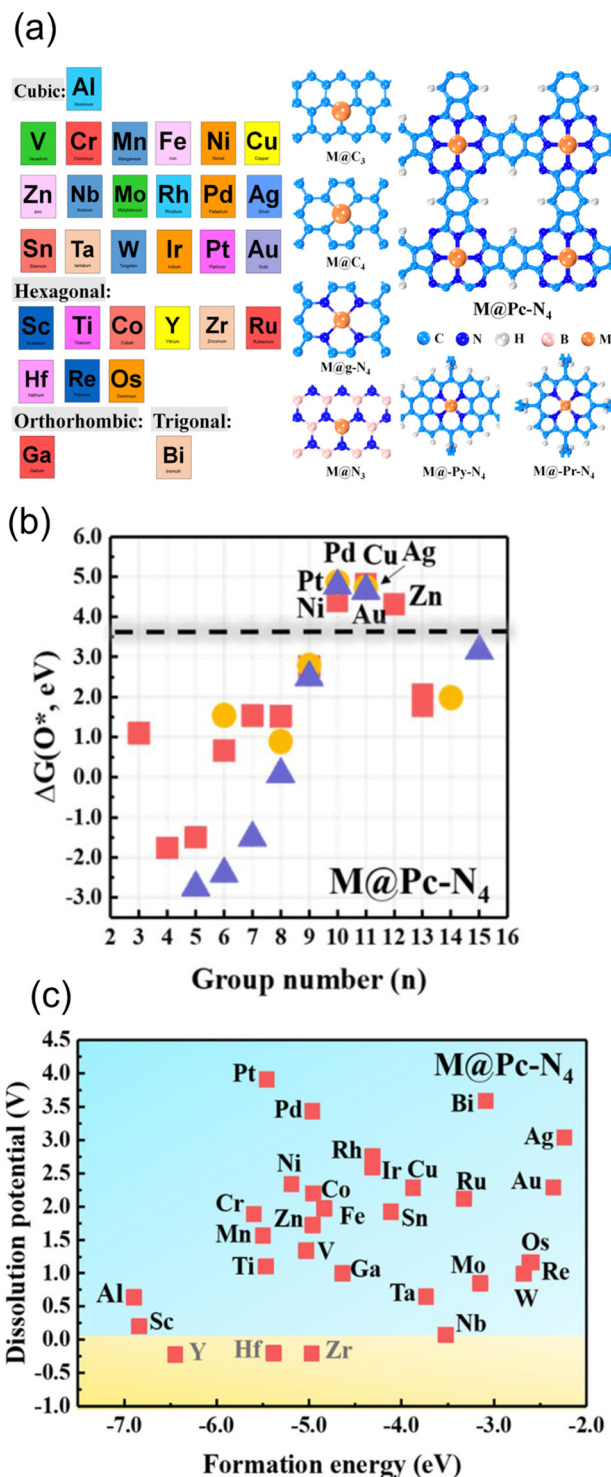 (a)
Cubic:
Al
Aluminum
V Cr Mn Fe Ni Cu
Vanadium Chromium Manganese Iron Nickel Copper
Zn Nb Mo Rh Pd Ag
zinc Niobium Molybdenum Rhodium Palladium Silver
Sn Ta W Ir Pt Au
Stannum tantalum Tungsten Iridium Platinum Gold
Hexagonal:
Sc Ti Co Y Zr Ru
Scandium Titanium Cobalt Yttrium Zirconium Ruthenium
Hf Re Os
Hafnium Rhenium Osmium
Orthorhombic: Trigonal:
Ga Bi
Gallium bismuth
M@C3
M@C4
M@g-N4
M@N3
M@Pc-N4
C N H B M
M@-Py-N4
M@-Pr-N4
(b)
ΔG(O*, eV)
6.0
5.0
4.0
3.0
2.0
1.0
0.0
-1.0
-2.0
-3.0
Pd Cu Ag
Pt
Ni Au Zn
M@Pc-N4
2 3 4 5 6 7 8 9 10 11 12 13 14 15 16
Group number (n)
(c)
Dissolution potential (V)
4.5
4.0
3.5
3.0
2.5
2.0
1.5
1.0
0.5
0.0
-0.5
-1.0
M@Pc-N4
Pt
Pd
Bi
Ag
Rh
Ni Ir Cu
Co Ru Au
Cr Zn Fe Sn
Mn
V Os
Ti Ga Mo Re
Al Ta W
Sc Nb
Y Hf Zr
-7.0 -6.0 -5.0 -4.0 -3.0 -2.0
Formation energy (eV)